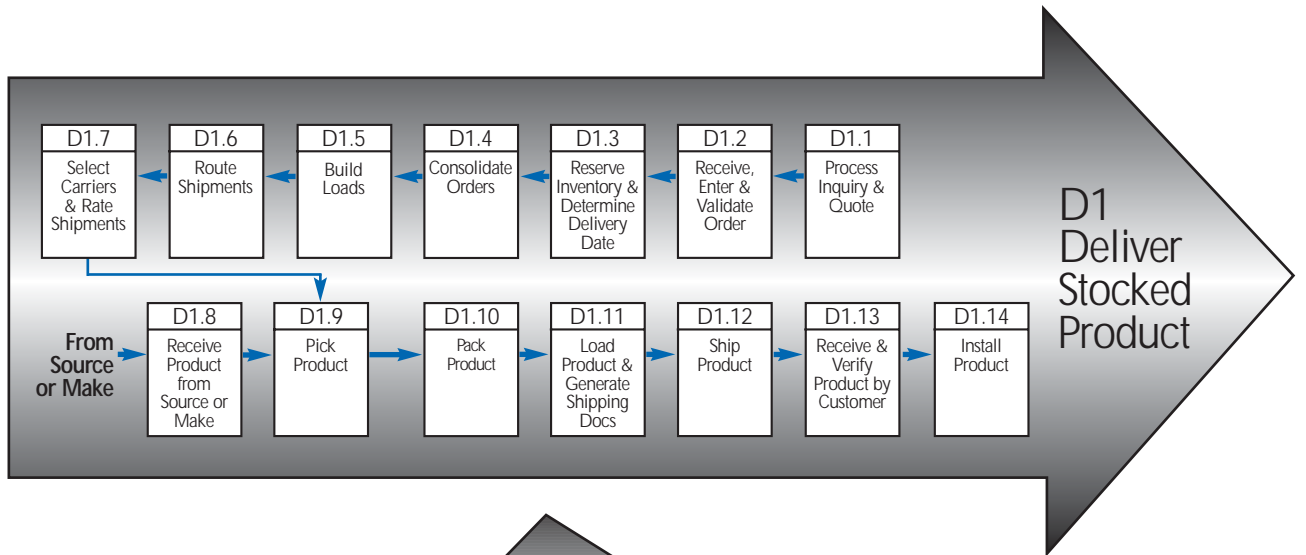 D1.7
Select
Carriers
& Rate
Shipments
D1.6
Route
Shipments
D1.5
Build
Loads
D1.4
Consolidate
Orders
D1.3
Reserve
Inventory &
Determine
Delivery
Date
D1.2
Receive,
Enter &
Validate
Order
D1.1
Process
Inquiry &
Quote
D1
Deliver
Stocked
Product
From
Source
or Make
D1.8
Receive
Product
from
Source or
Make
D1.9
Pick
Product
D1.10
Pack
Product
D1.11
Load
Product &
Generate
Shipping
Docs
D1.12
Ship
Product
D1.13
Receive &
Verify
Product by
Customer
D1.14
Install
Product